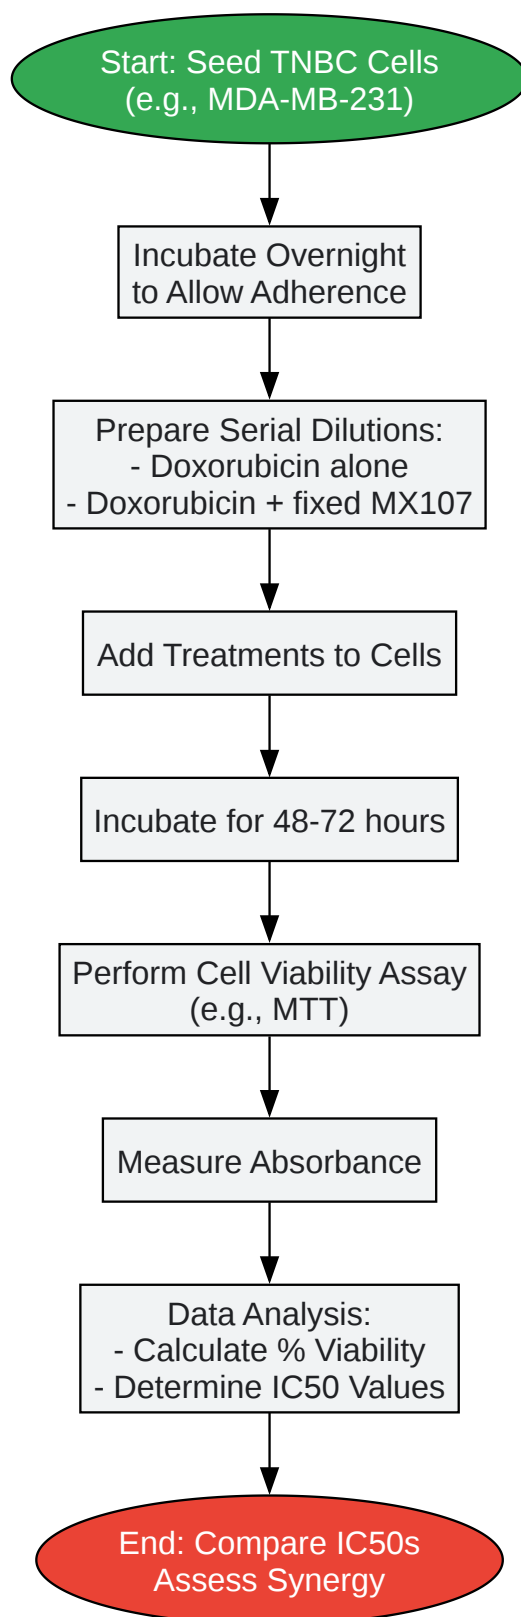 Start: Seed TNBC Cells
(e.g., MDA-MB-231)
Incubate Overnight
to Allow Adherence
Prepare Serial Dilutions:
- Doxorubicin alone
- Doxorubicin + fixed MX107
Add Treatments to Cells
Incubate for 48-72 hours
Perform Cell Viability Assay
(e.g., MTT)
Measure Absorbance
Data Analysis:
- Calculate % Viability
- Determine IC50 Values
End: Compare IC50s
Assess Synergy